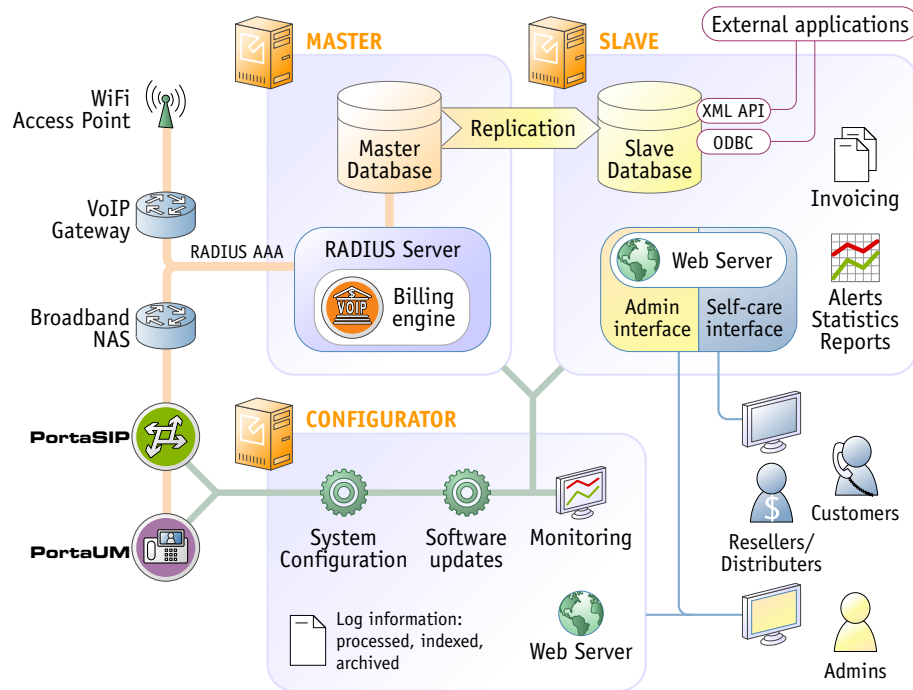 External applications
MASTER
SLAVE
WiFi
Access Point
XML API
ODBC
Replication
Master
Database
Slave
Database
Invoicing
VoIP
Gateway
RADIUS AAA
RADIUS Server
VOIP
Billing
engine
Web Server
Admin
interface
Self-care
interface
Alerts
Statistics
Reports
Broadband
NAS
CONFIGURATOR
PortaSIP
$
Customers
System
Configuration
Software
updates
Monitoring
Resellers/
Distributers
PortaUM
Log information:
processed, indexed,
archived
Web Server
Admins